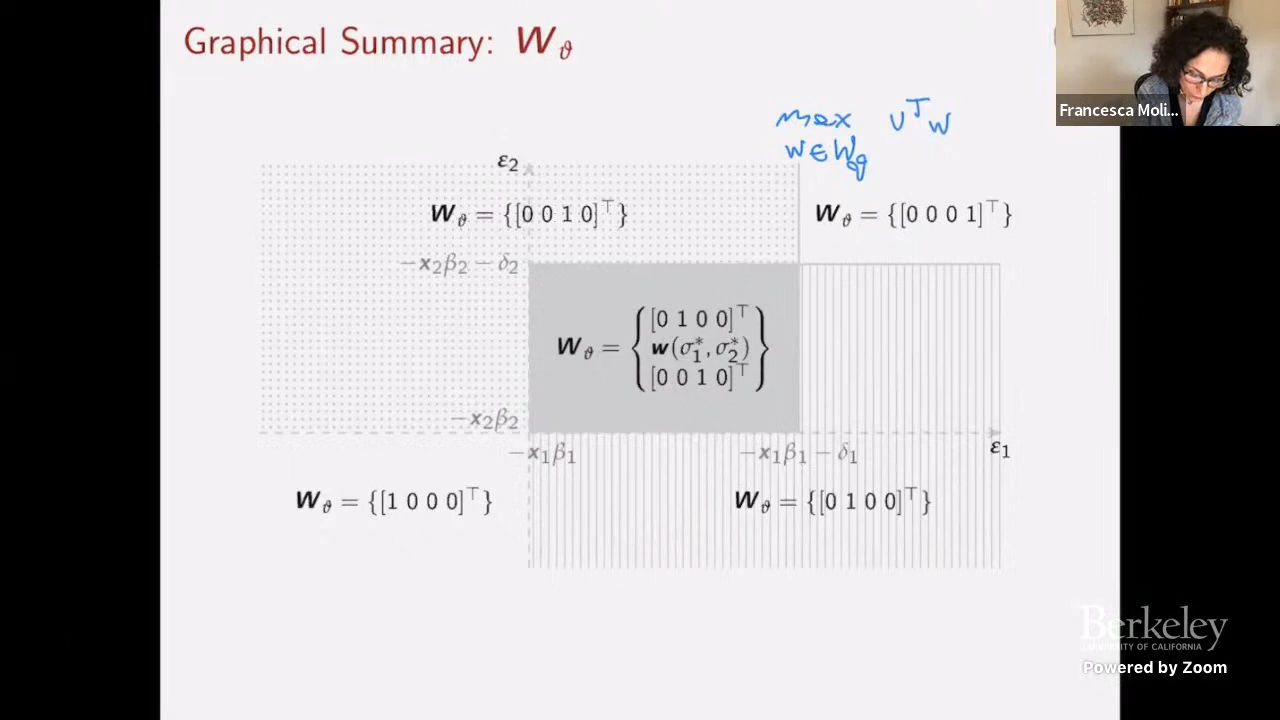 Graphical Summary: W_ϑ
Francesca Moli...
max υ^T w
w ∈ W_q
ε₂
W_ϑ = {[0 0 1 0]^⊤}
W_ϑ = {[0 0 0 1]^⊤}
−x₂β₂ − δ₂
W_ϑ = { [0 1 0 0]^⊤
w(σ₁*, σ₂*)
[0 0 1 0]^⊤ }
−x₂β₂
−x₁β₁
−x₁β₁ − δ₁
ε₁
W_ϑ = {[1 0 0 0]^⊤}
W_ϑ = {[0 1 0 0]^⊤}
Berkeley
UNIVERSITY OF CALIFORNIA
Powered by Zoom